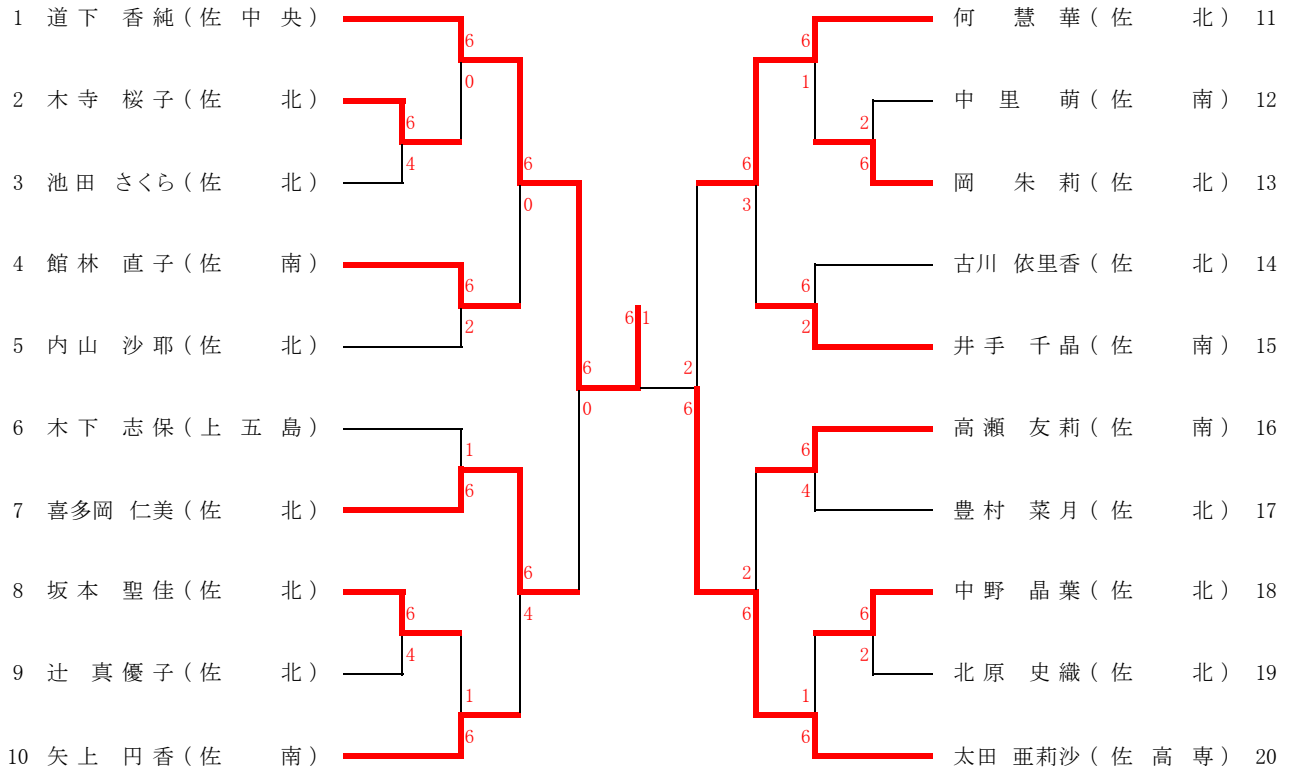 1 道下 香純(佐中央)
何 慧華(佐 北) 11
6
6
0
1
2 木寺 桜子(佐 北)
中里 萌(佐 南) 12
6
2
4
6
6
6
3 池田 さくら(佐 北)
岡 朱莉(佐 北) 13
0
3
4 館林 直子(佐 南)
古川 依里香(佐 北) 14
6
6
6 1
2
2
5 内山 沙耶(佐 北)
井手 千晶(佐 南) 15
6
2
0
6
6 木下 志保(上五島)
高瀬 友莉(佐 南) 16
1
6
6
4
7 喜多岡 仁美(佐 北)
豊村 菜月(佐 北) 17
6
2
8 坂本 聖佳(佐 北)
中野 晶葉(佐 北) 18
6
4
6
6
4
2
9 辻 真優子(佐 北)
北原 史織(佐 北) 19
1
1
6
6
10 矢上 円香(佐 南)
太田 亜莉沙(佐高専) 20